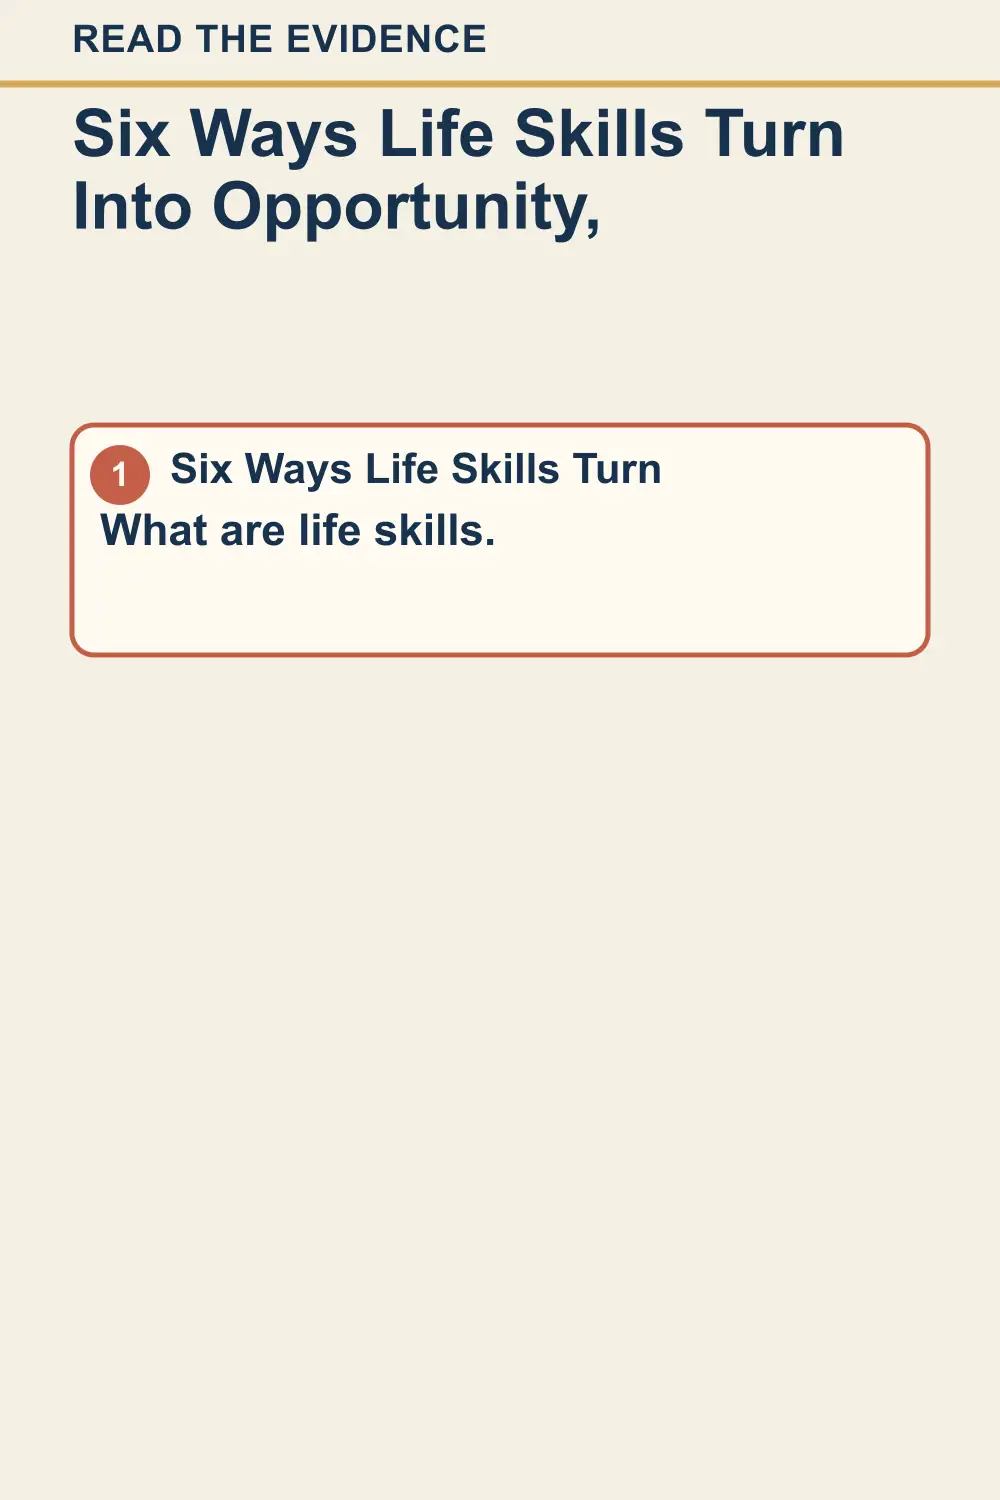 READ THE EVIDENCE
Six Ways Life Skills Turn
Into Opportunity,
1 Six Ways Life Skills Turn
What are life skills.